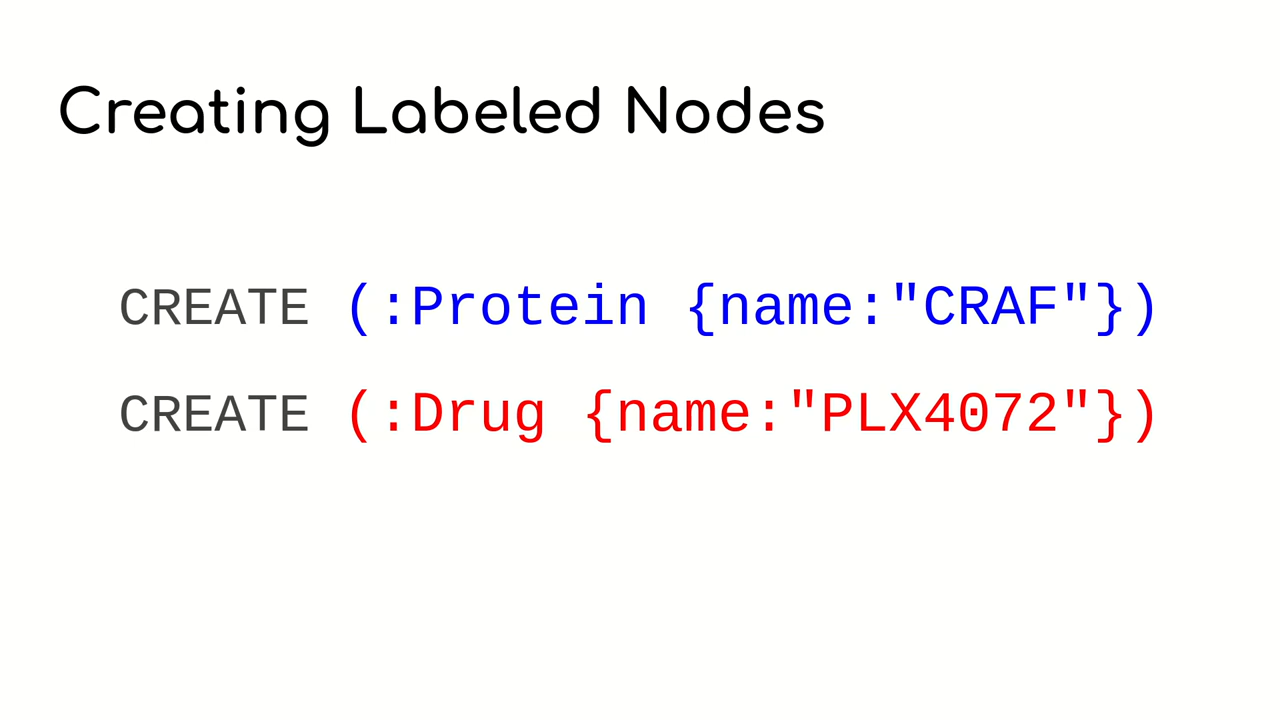 Creating Labeled Nodes
CREATE (:Protein {name:"CRAF"})
CREATE (:Drug {name:"PLX4072"})